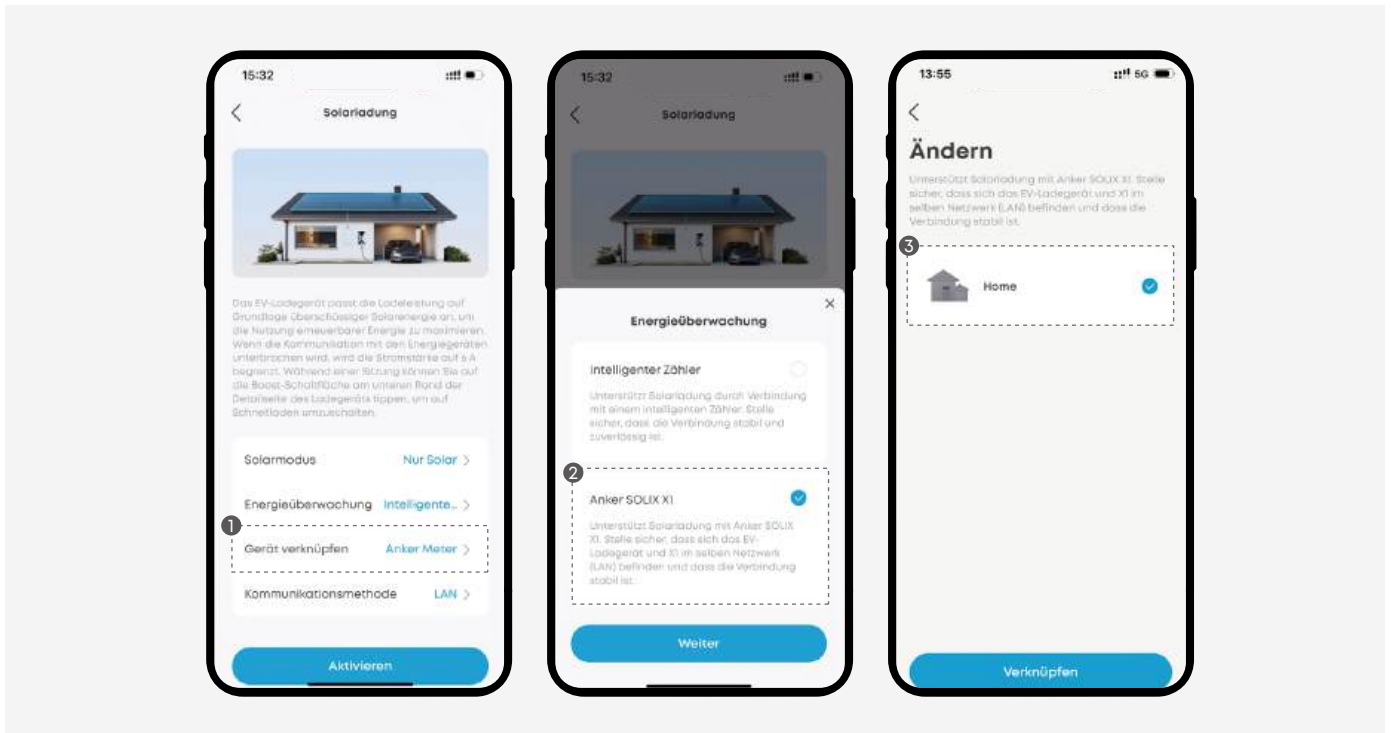 15:32
Solarladung
Das EV-Ladegerät passt die Ladeleistung auf
Grundlage überschüssiger Solarenergie an, um
die Nutzung erneuerbarer Energie zu maximieren.
Wenn die Kommunikation mit den Energiegeräten
unterbrochen wird, wird die Stromstärke auf 6 A
begrenzt. Während einer Sitzung können Sie auf
die Boost-Schaltfläche am unteren Rand der
Detailseite des Ladegeräts tippen, um auf
Schnellladen umzuschalten.
Solarmodus Nur Solar >
Energieüberwachung Intelligente... >
1
Gerät verknüpfen Anker Meter >
Kommunikationsmethode LAN >
Aktivieren
15:32
Solarladung
Energieüberwachung
Intelligenter Zähler
Unterstützt Solarladung durch Verbindung
mit einem intelligenten Zähler. Stelle
sicher, dass die Verbindung stabil und
zuverlässig ist.
2
Anker SOLIX X1
Unterstützt Solarladung mit Anker SOLIX
X1. Stelle sicher, dass sich das EV-
Ladegerät und X1 im selben Netzwerk
(LAN) befinden und dass die Verbindung
stabil ist.
Weiter
13:55 5G
Ändern
Unterstützt Solarladung mit Anker SOLIX X1. Stelle
sicher, dass sich das EV-Ladegerät und X1 im
selben Netzwerk (LAN) befinden und dass die
Verbindung stabil ist.
3
Home
Verknüpfen